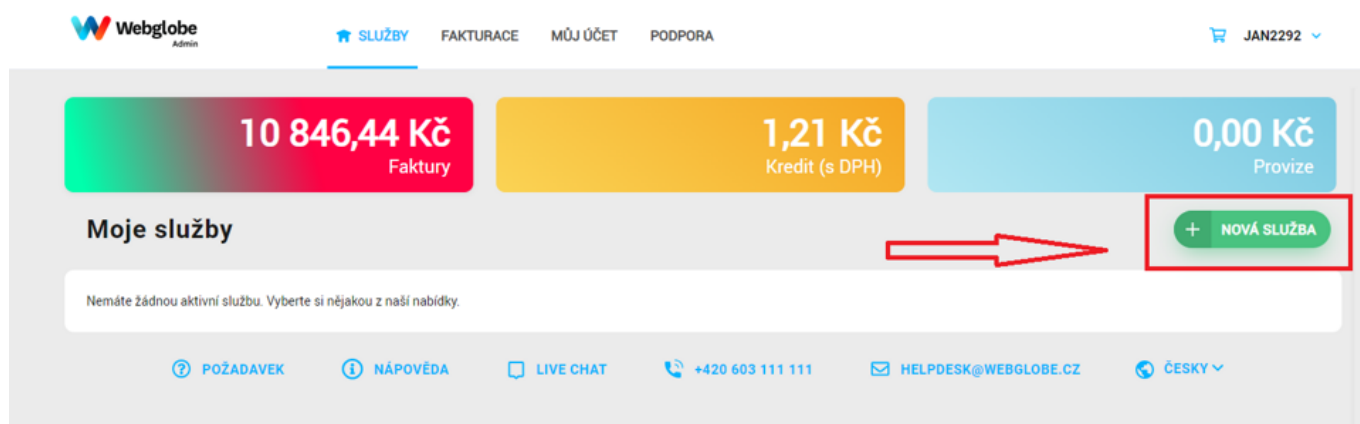 Webglobe
Admin
SLUŽBY FAKTURACE MŮJ ÚČET PODPORA JAN2292
10 846,44 Kč
Faktury
1,21 Kč
Kredit (s DPH)
0,00 Kč
Provize
Moje služby
+ NOVÁ SLUŽBA
Nemáte žádnou aktivní službu. Vyberte si nějakou z naší nabídky.
POŽADAVEK NÁPOVĚDA LIVE CHAT +420 603 111 111 HELPDESK@WEBGLOBE.CZ ČESKY